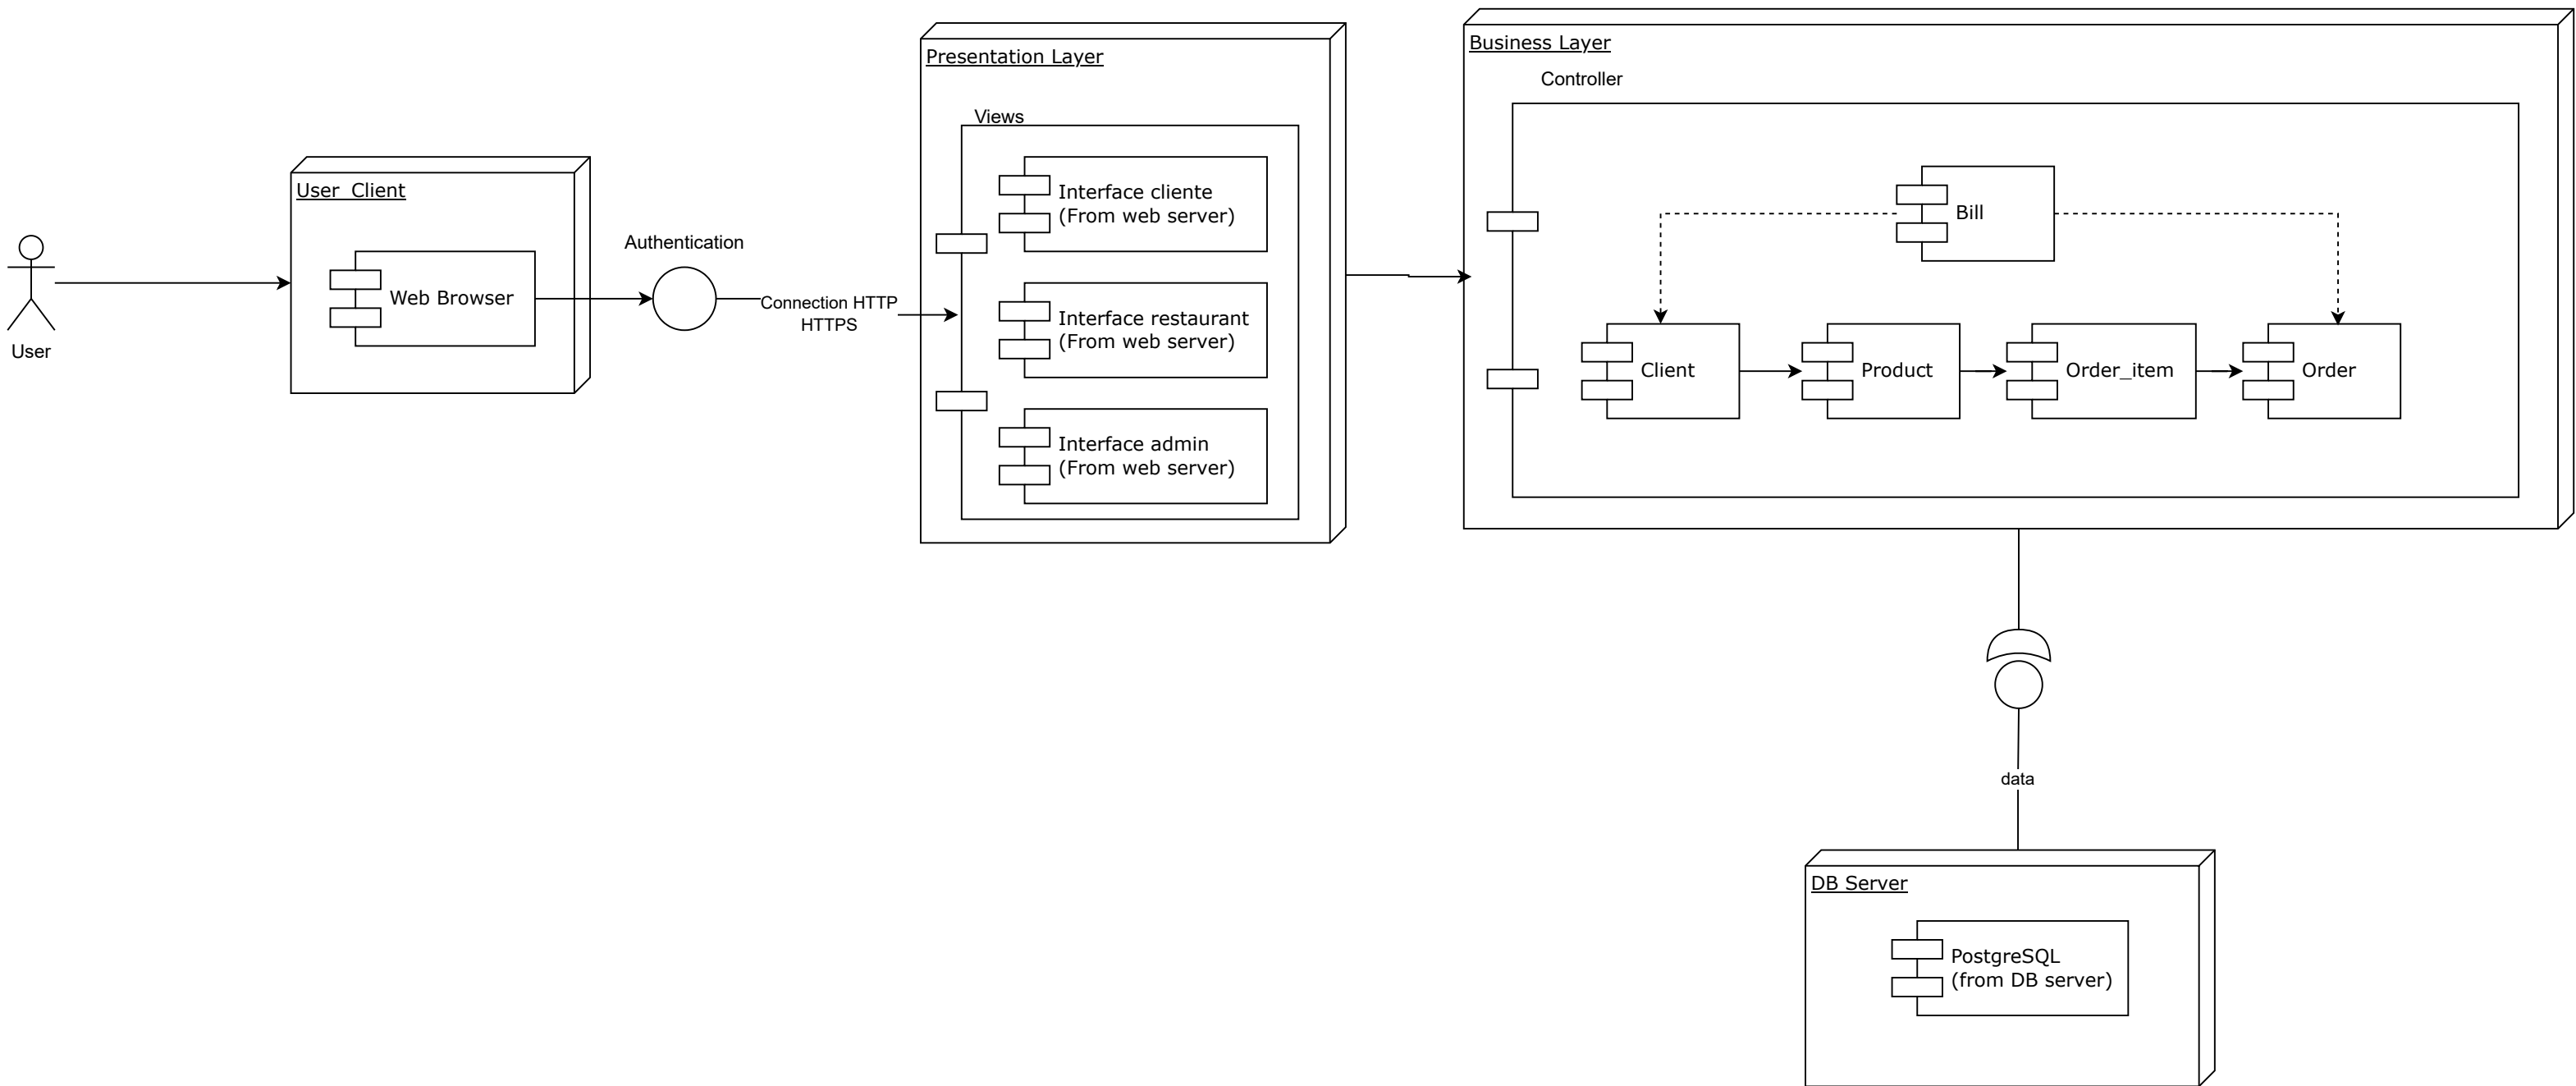 User
User Client
Web Browser
Authentication
Connection HTTP
HTTPS
Presentation Layer
Views
Interface cliente
(From web server)
Interface restaurant
(From web server)
Interface admin
(From web server)
Business Layer
Controller
Bill
Client
Product
Order_item
Order
data
DB Server
PostgreSQL
(from DB server)